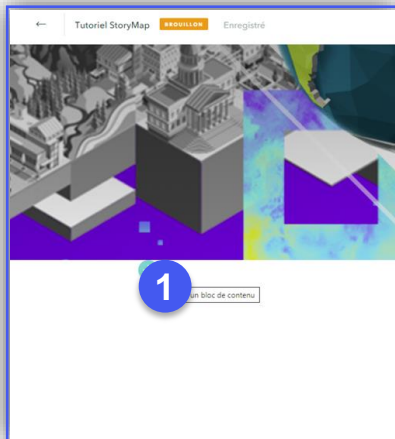 ← Tutoriel StoryMap BROUILLON Enregistré
1 un bloc de contenu